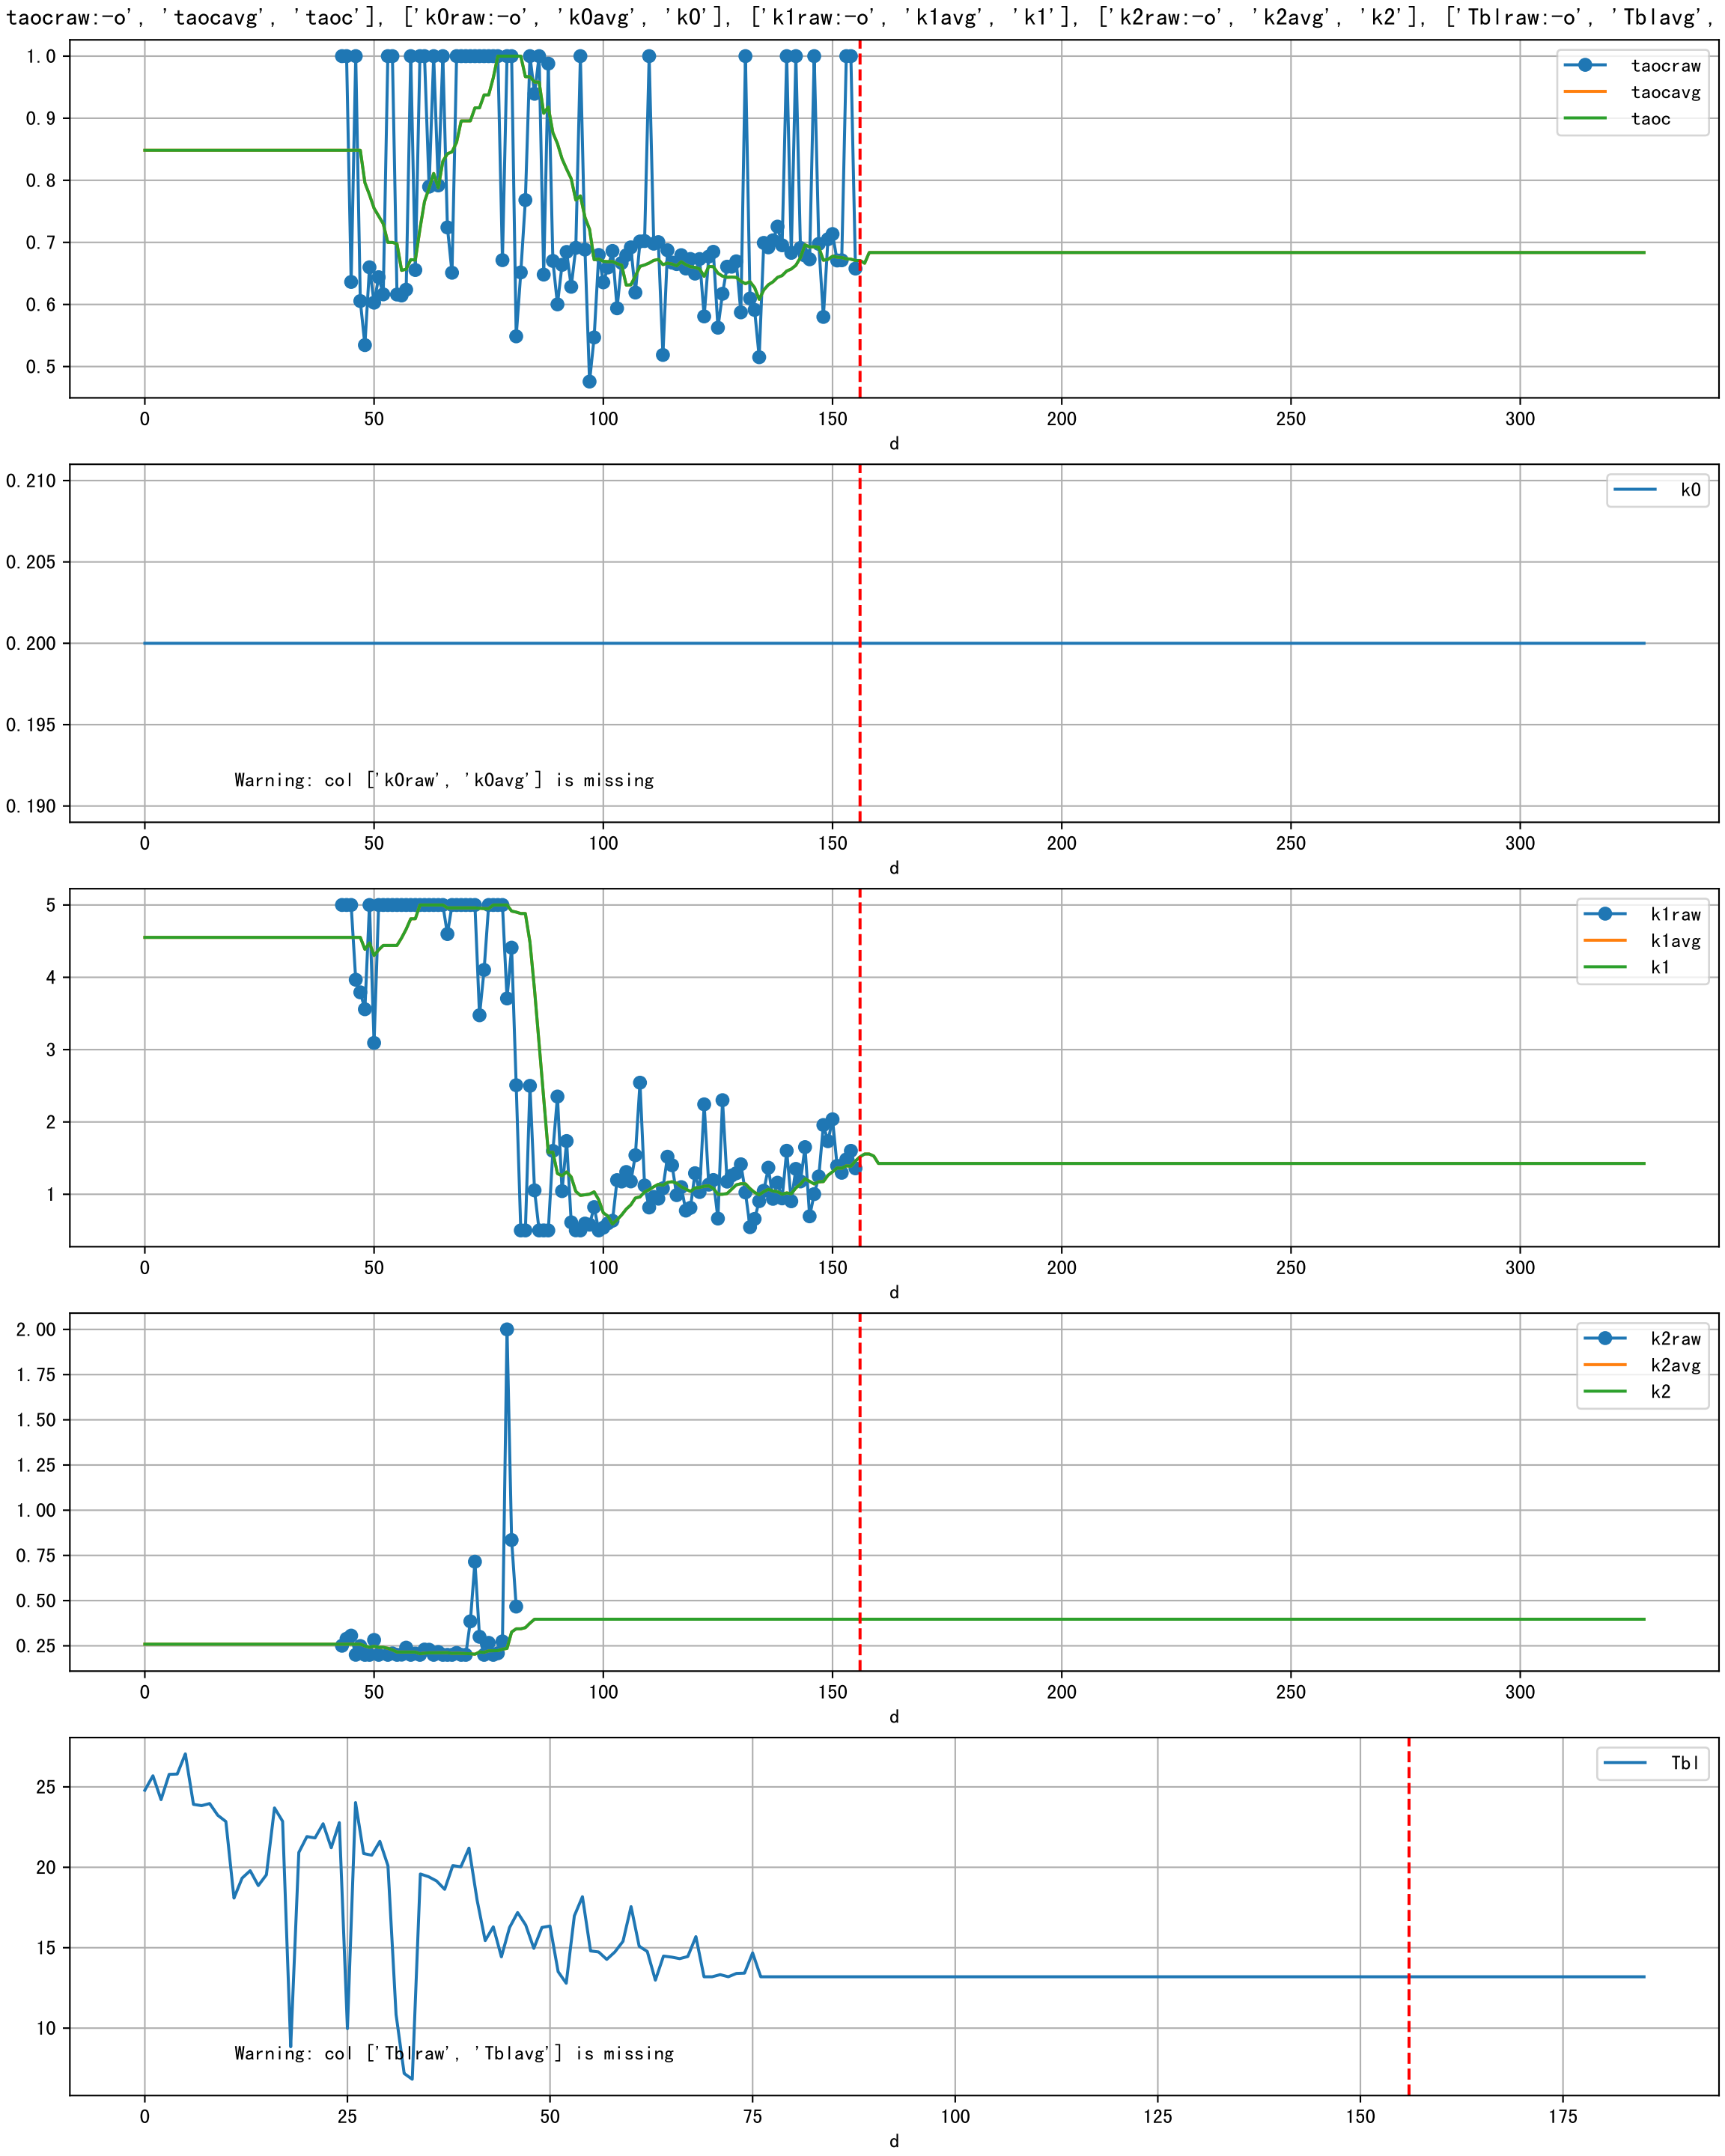 taocraw:-o', 'taocavg', 'taoc'], ['k0raw:-o', 'k0avg', 'k0'], ['k1raw:-o', 'k1avg', 'k1'], ['k2raw:-o', 'k2avg', 'k2'], ['Tblraw:-o', 'Tblavg',
1.0
0.9
0.8
0.7
0.6
0.5
taocraw
taocavg
taoc
0 50 100 150 200 250 300
d
0.210
0.205
0.200
0.195
0.190
k0
Warning: col ['k0raw', 'k0avg'] is missing
0 50 100 150 200 250 300
d
5
4
3
2
1
k1raw
k1avg
k1
0 50 100 150 200 250 300
d
2.00
1.75
1.50
1.25
1.00
0.75
0.50
0.25
k2raw
k2avg
k2
0 50 100 150 200 250 300
d
25
20
15
10
Tbl
Warning: col ['Tblraw', 'Tblavg'] is missing
0 25 50 75 100 125 150 175
d